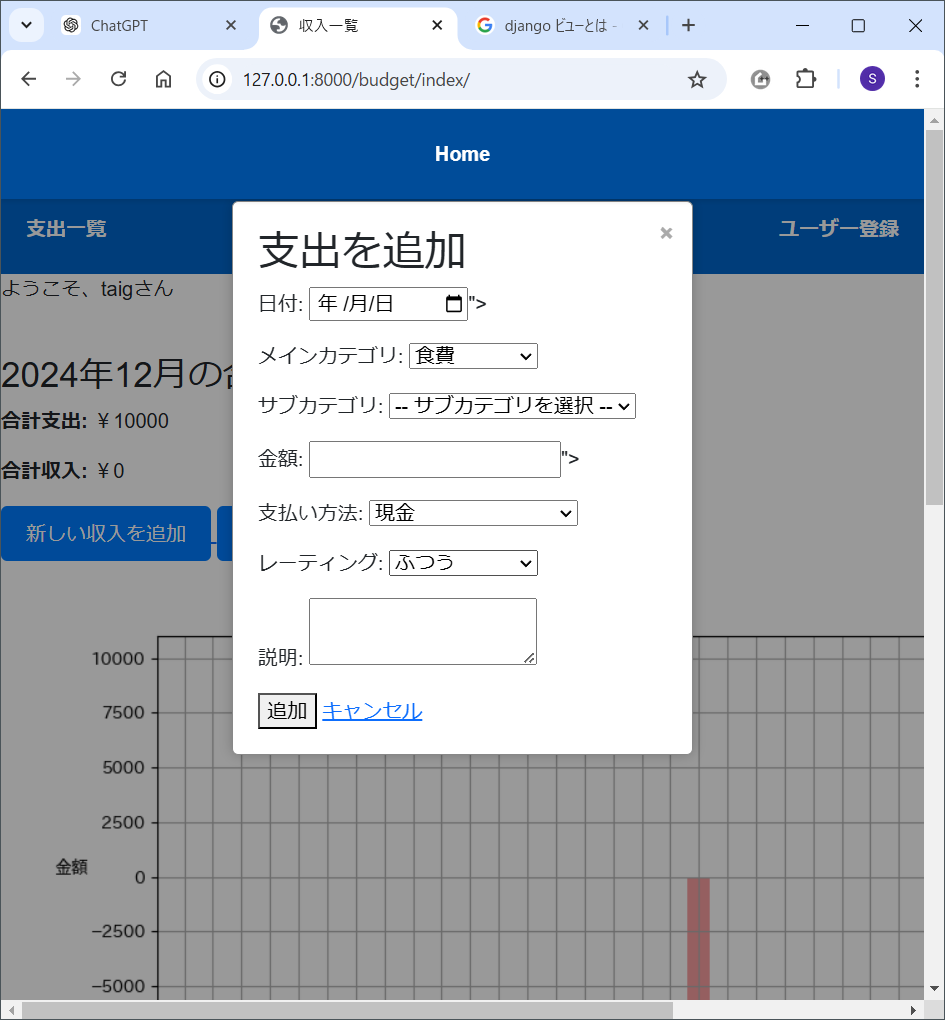 ChatGPT
収入一覧
django ビューとは -
127.0.0.1:8000/budget/index/
S
Home
支出一覧
ユーザー登録
ようこそ、taigさん
2024年12月の
合計支出: ￥10000
合計収入: ￥0
新しい収入を追加
支出を追加
×
日付: 年 /月/日 ">
メインカテゴリ: 食費
サブカテゴリ: -- サブカテゴリを選択 --
金額: ">
支払い方法: 現金
レーティング: ふつう
説明:
追加 キャンセル
10000
7500
5000
2500
金額
0
−2500
−5000